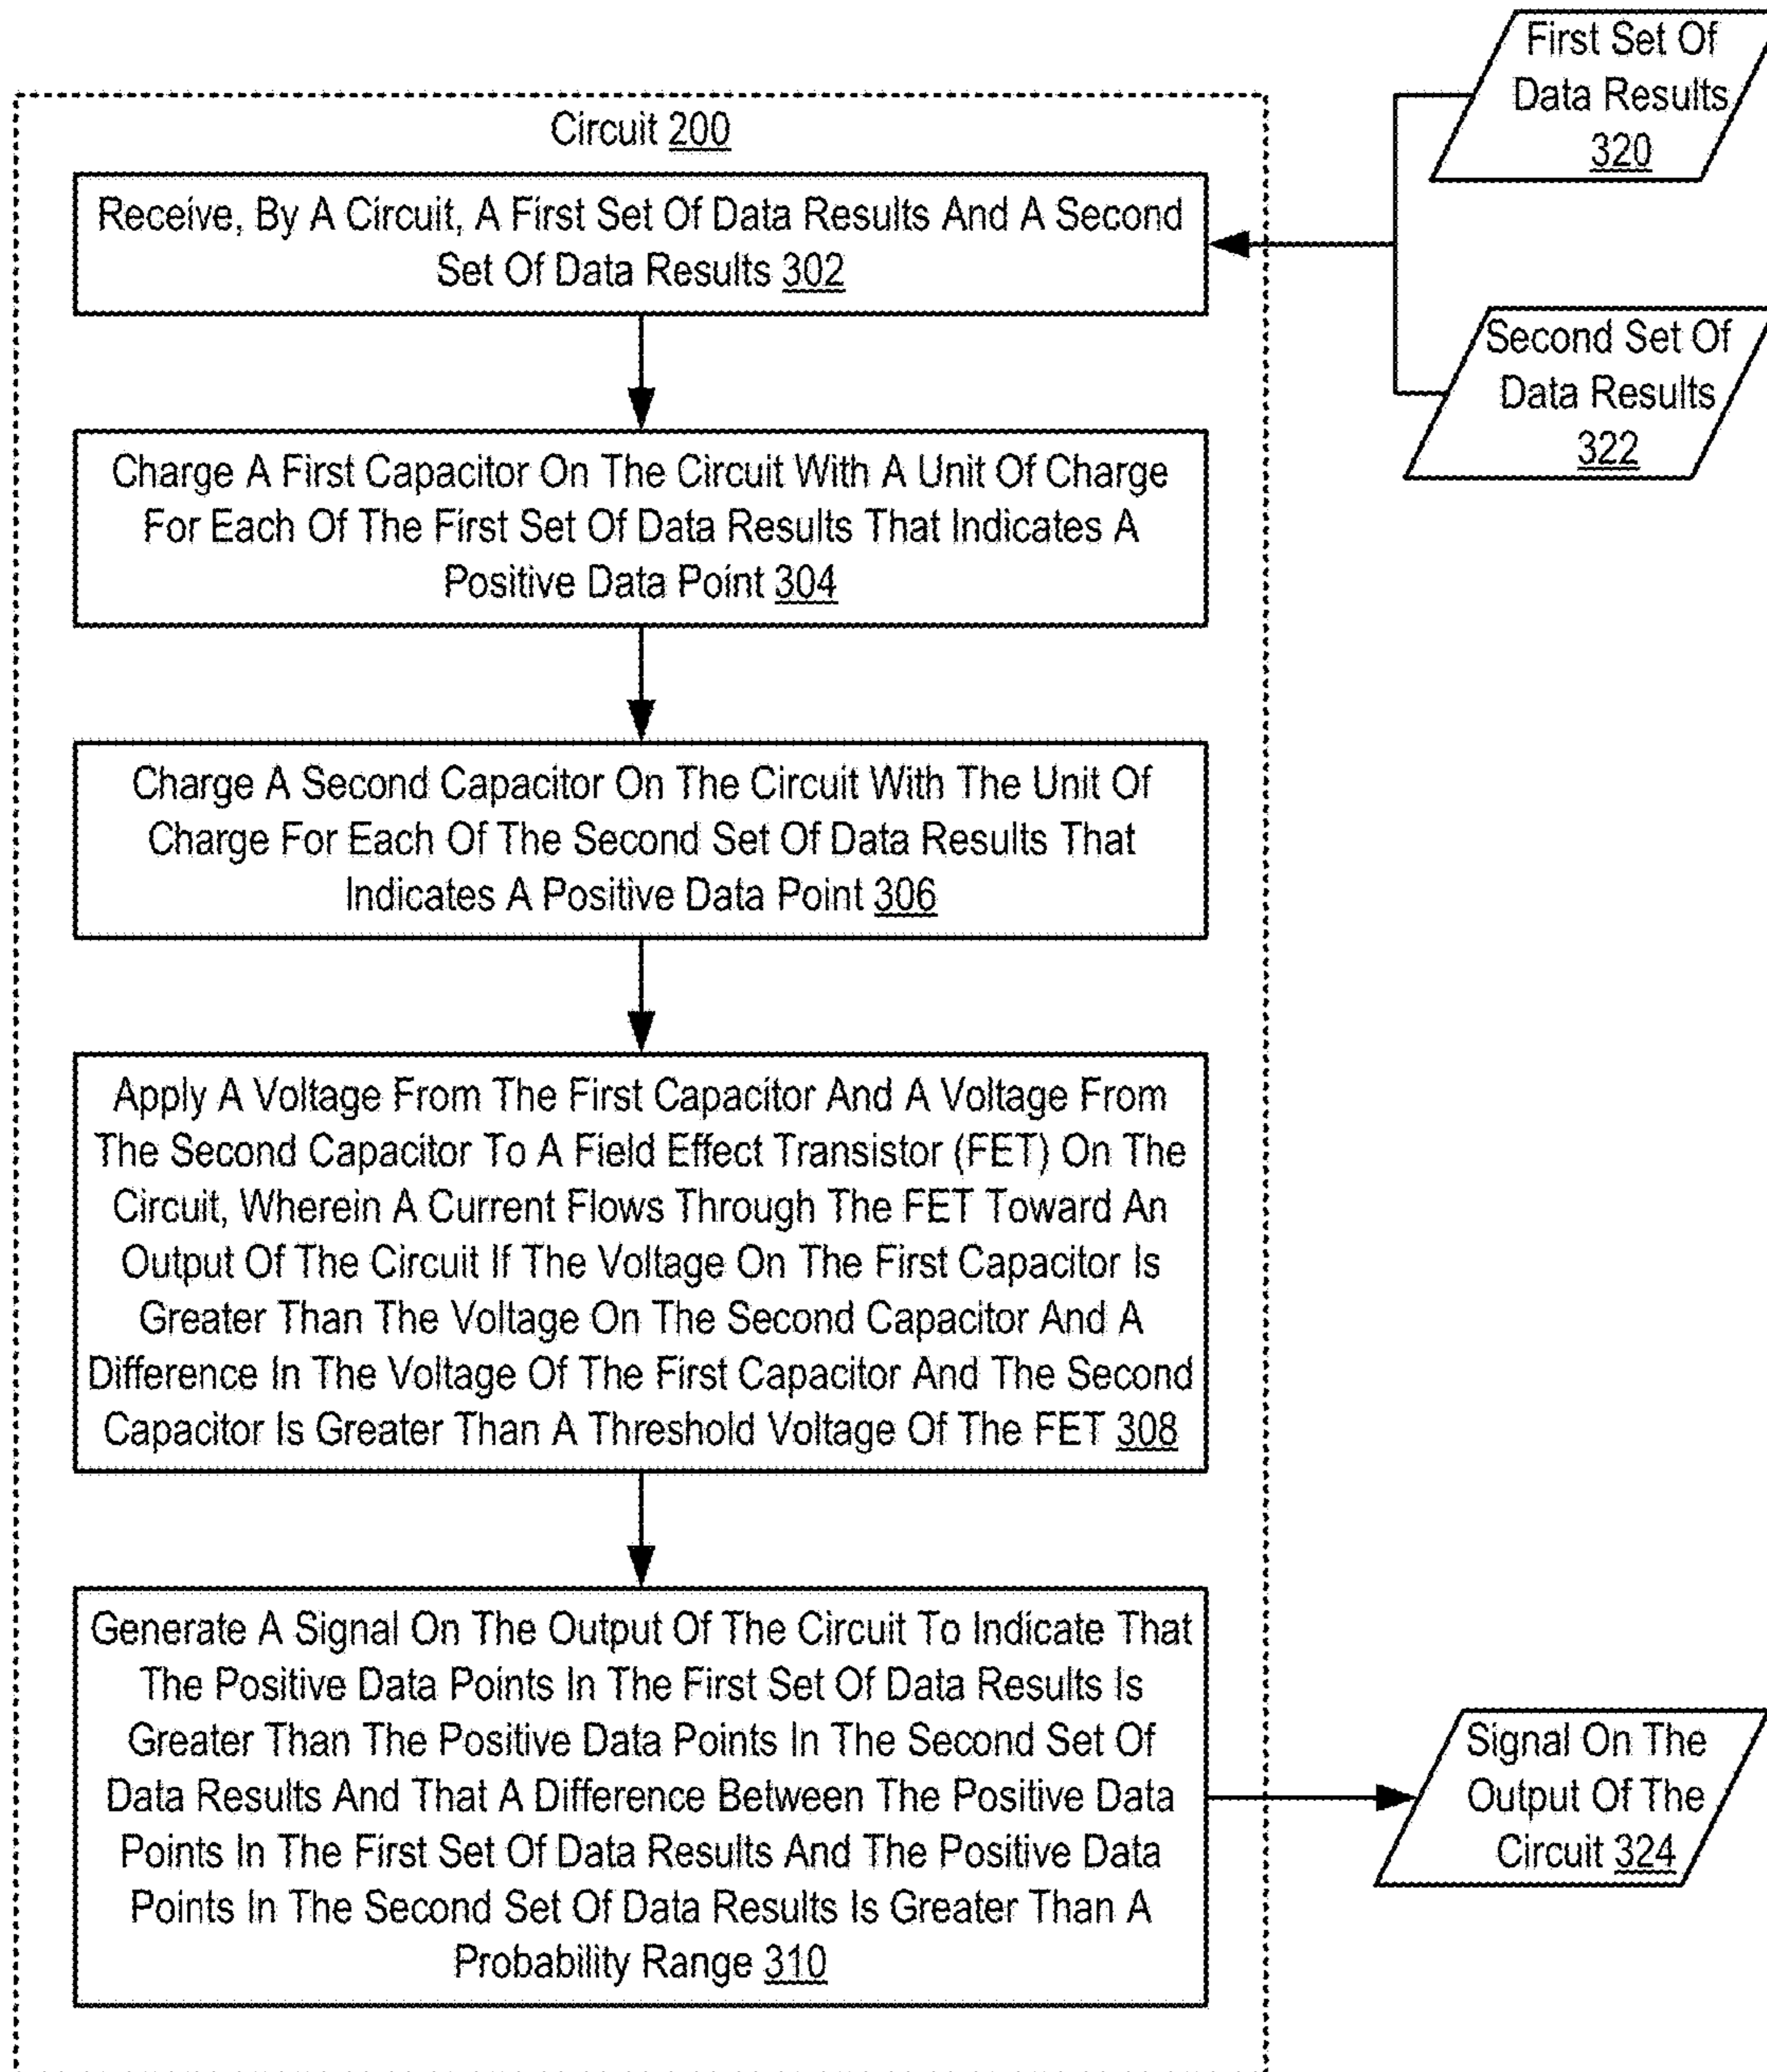 First Set Of
Data Results
320
Circuit 200
Receive, By A Circuit, A First Set Of Data Results And A Second
Set Of Data Results 302
Second Set Of
Data Results
322
Charge A First Capacitor On The Circuit With A Unit Of Charge
For Each Of The First Set Of Data Results That Indicates A
Positive Data Point 304
Charge A Second Capacitor On The Circuit With The Unit Of
Charge For Each Of The Second Set Of Data Results That
Indicates A Positive Data Point 306
Apply A Voltage From The First Capacitor And A Voltage From
The Second Capacitor To A Field Effect Transistor (FET) On The
Circuit, Wherein A Current Flows Through The FET Toward An
Output Of The Circuit If The Voltage On The First Capacitor Is
Greater Than The Voltage On The Second Capacitor And A
Difference In The Voltage Of The First Capacitor And The Second
Capacitor Is Greater Than A Threshold Voltage Of The FET 308
Generate A Signal On The Output Of The Circuit To Indicate That
The Positive Data Points In The First Set Of Data Results Is
Greater Than The Positive Data Points In The Second Set Of
Data Results And That A Difference Between The Positive Data
Points In The First Set Of Data Results And The Positive Data
Points In The Second Set Of Data Results Is Greater Than A
Probability Range 310
Signal On The
Output Of The
Circuit 324